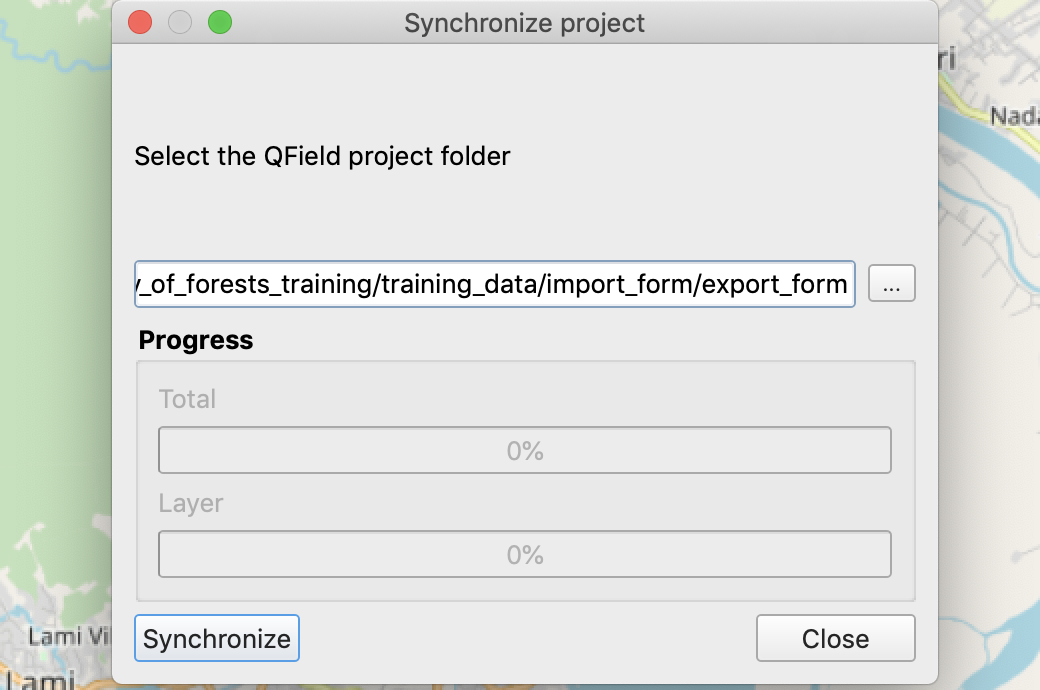 Synchronize project
Select the QField project folder
_of_forests_training/training_data/import_form/export_form
...
Progress
Total
0%
Layer
0%
Synchronize
Close
Lami